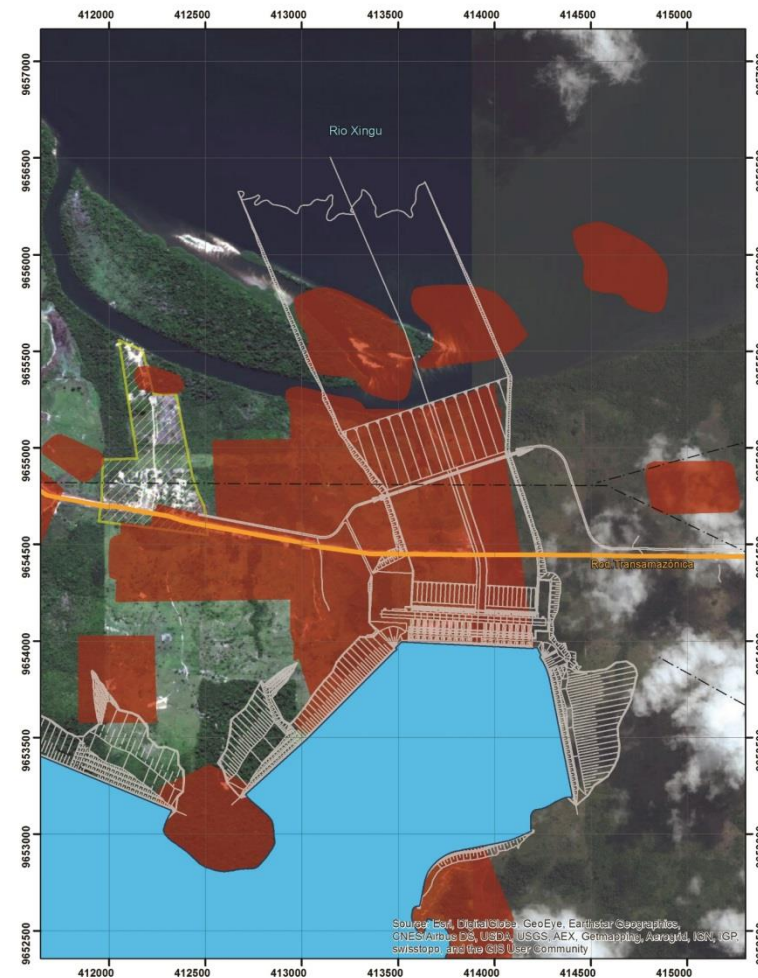 412000 412500 413000 413500 414000 414500 415000
9657000
9656500
Rio Xingu
9656000
9655500
9655000
9654500
Rod.Transamazônica
9654000
9653500
9653000
9652500
Source: Esri, DigitalGlobe, GeoEye, Earthstar Geographics,
CNES/Airbus DS, USDA, USGS, AEX, Getmapping, Aerogrid, IGN, IGP,
swisstopo, and the GIS User Community
412000 412500 413000 413500 414000 414500 415000